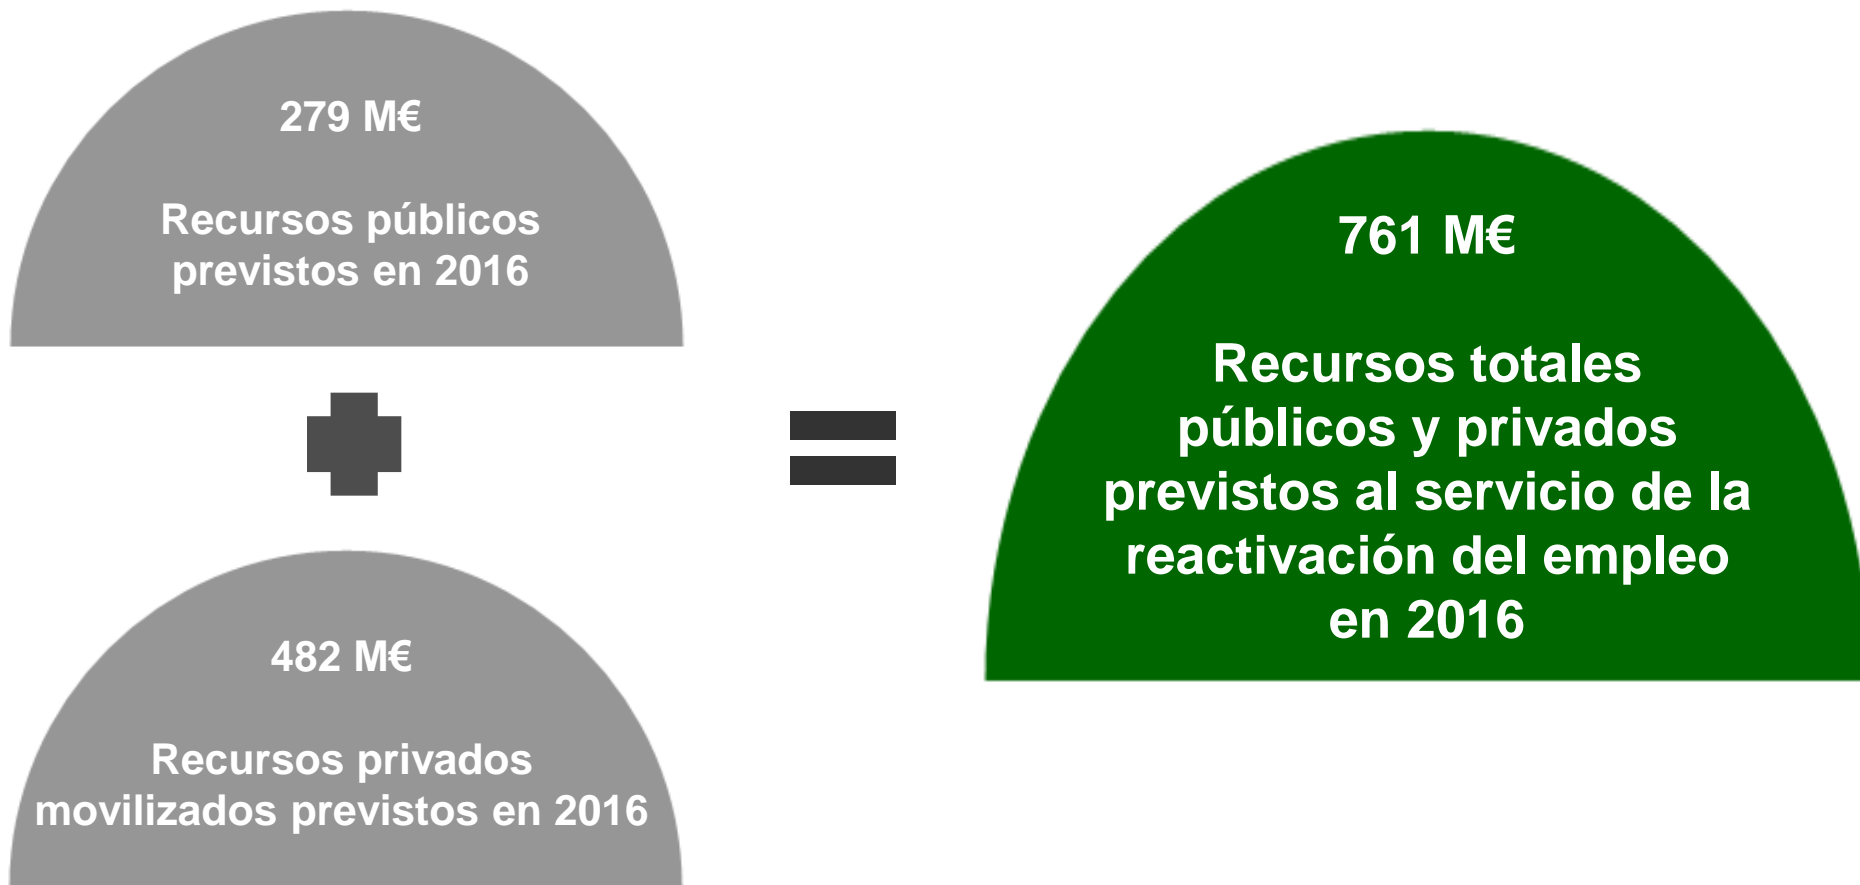 279 M€
Recursos públicos
previstos en 2016
482 M€
Recursos privados
movilizados previstos en 2016
761 M€
Recursos totales
públicos y privados
previstos al servicio de la
reactivación del empleo
en 2016